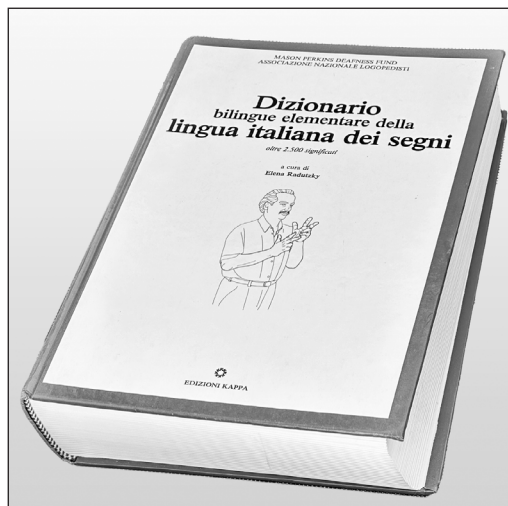 MASON PERKINS DEAFNESS FUND
ASSOCIAZIONE NAZIONALE LOGOPEDISTI
Dizionario
bilingue elementare della
lingua italiana dei segni
oltre 2.500 significati
a cura di
Elena Radutzky
EDIZIONI KAPPA